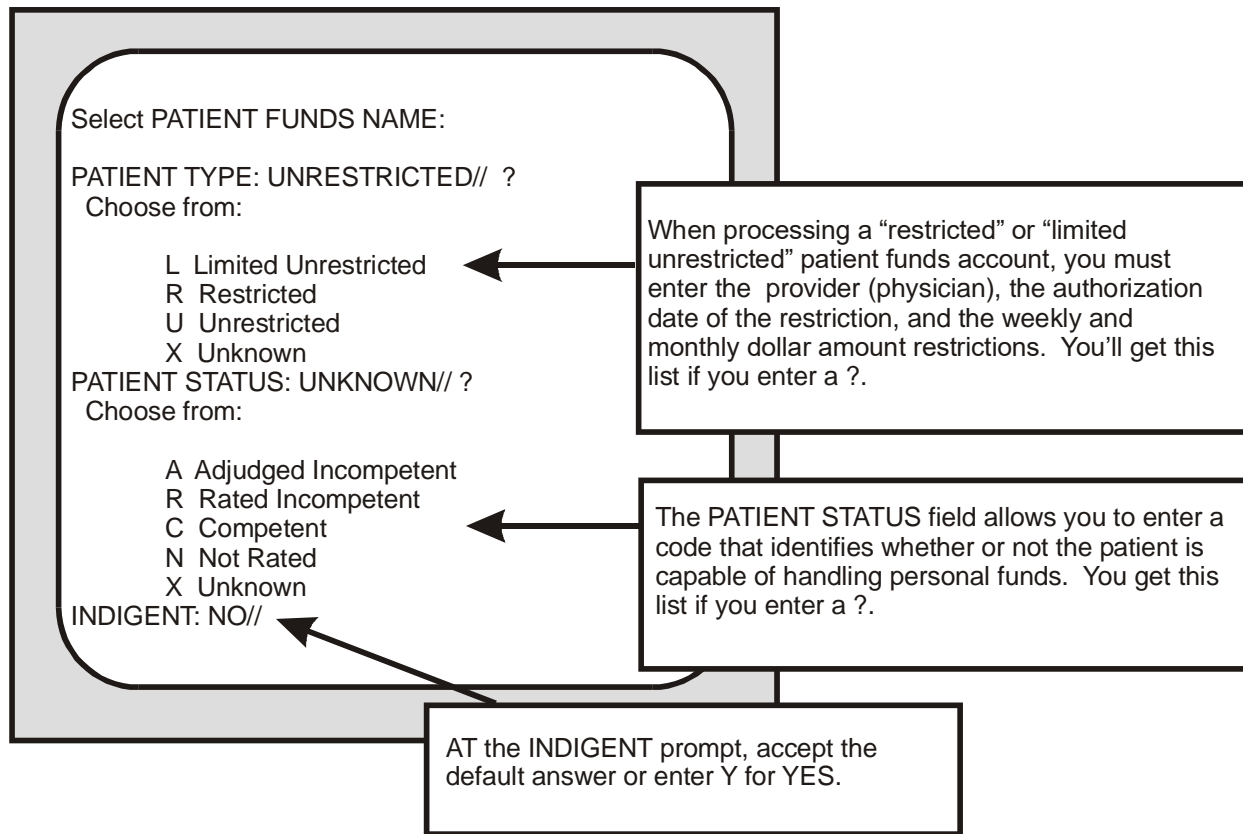 Select PATIENT FUNDS NAME:
PATIENT TYPE: UNRESTRICTED// ?
Choose from:
L Limited Unrestricted
R Restricted
U Unrestricted
X Unknown
PATIENT STATUS: UNKNOWN// ?
Choose from:
A Adjudged Incompetent
R Rated Incompetent
C Competent
N Not Rated
X Unknown
INDIGENT: NO//
When processing a “restricted” or “limited
unrestricted” patient funds account, you must
enter the provider (physician), the authorization
date of the restriction, and the weekly and
monthly dollar amount restrictions. You’ll get this
list if you enter a ?.
The PATIENT STATUS field allows you to enter a
code that identifies whether or not the patient is
capable of handling personal funds. You get this
list if you enter a ?.
AT the INDIGENT prompt, accept the
default answer or enter Y for YES.